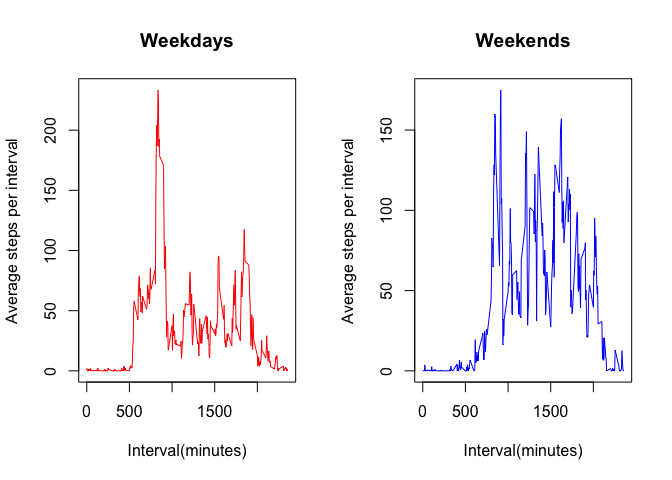 Weekdays
Average steps per interval
200
150
100
50
0
0 500 1500
Interval(minutes)
Weekends
Average steps per interval
150
100
50
0
0 500 1500
Interval(minutes)